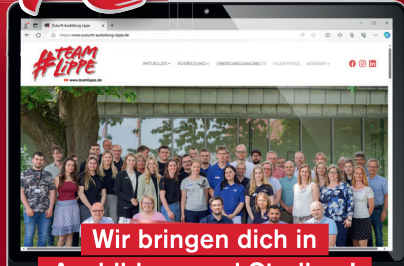 Zukunft-Ausbildung-Lippe
https://www.zukunft-ausbildung-lippe.de
#TEAM
LiPPE
www.teamlippe.de
AKTUELLES
AUSBILDUNG
ÜBERGANGSANGEBOTE
TALENTPOOL
KONTAKT
Wir bringen dich in